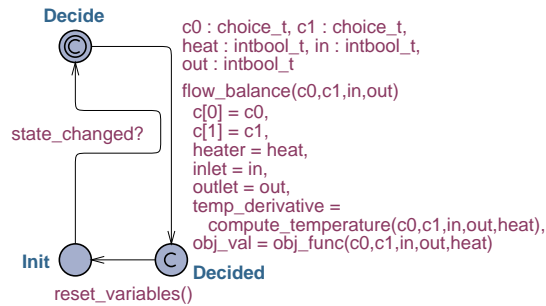 Decide
C
c0 : choice_t, c1 : choice_t,
heat : intbool_t, in : intbool_t,
out : intbool_t
flow_balance(c0,c1,in,out)
c[0] = c0,
c[1] = c1,
heater = heat,
inlet = in,
outlet = out,
temp_derivative =
compute_temperature(c0,c1,in,out,heat),
obj_val = obj_func(c0,c1,in,out,heat)
state_changed?
Init
C
Decided
reset_variables()